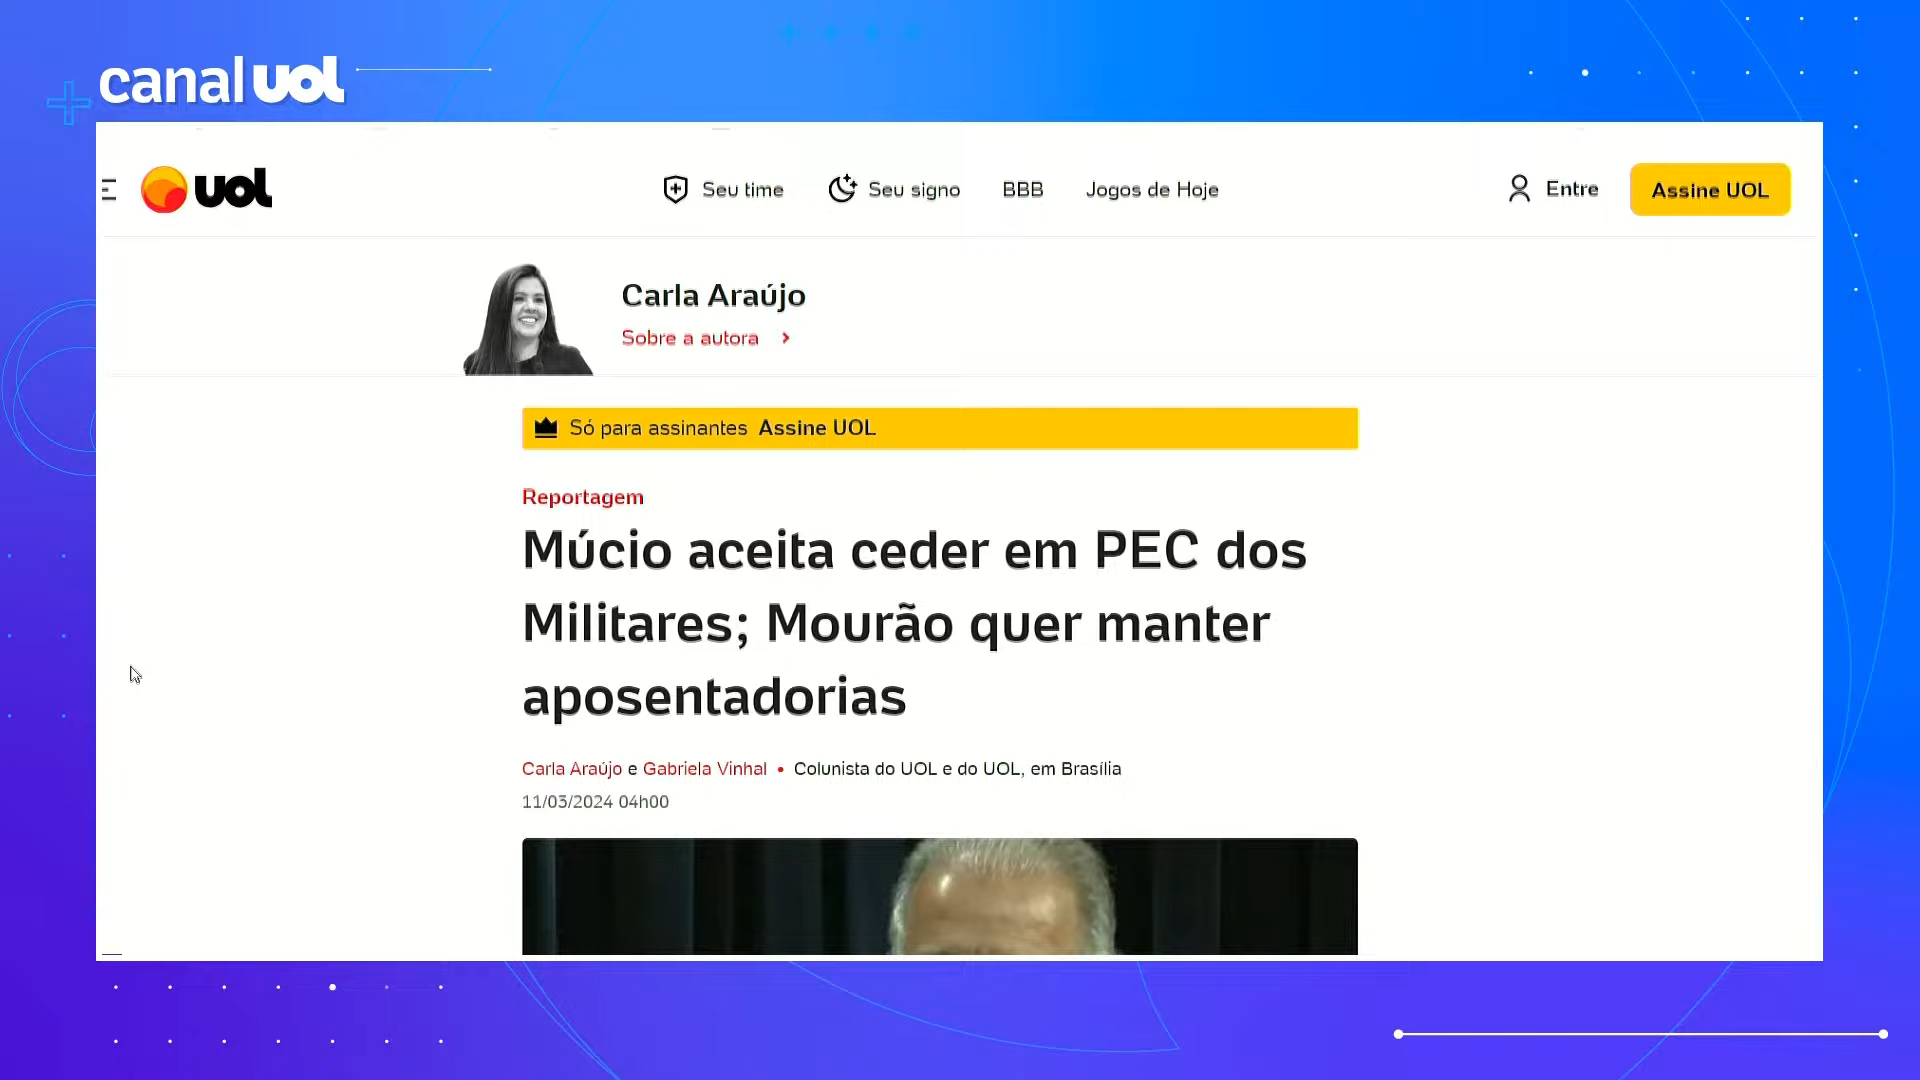 canal uol
uol
Seu time
Seu signo
BBB
Jogos de Hoje
Entre
Assine UOL
Carla Araújo
Sobre a autora
Só para assinantes Assine UOL
Reportagem
Múcio aceita ceder em PEC dos
Militares; Mourão quer manter
aposentadorias
Carla Araújo e Gabriela Vinhal • Colunista do UOL e do UOL, em Brasília
11/03/2024 04h00